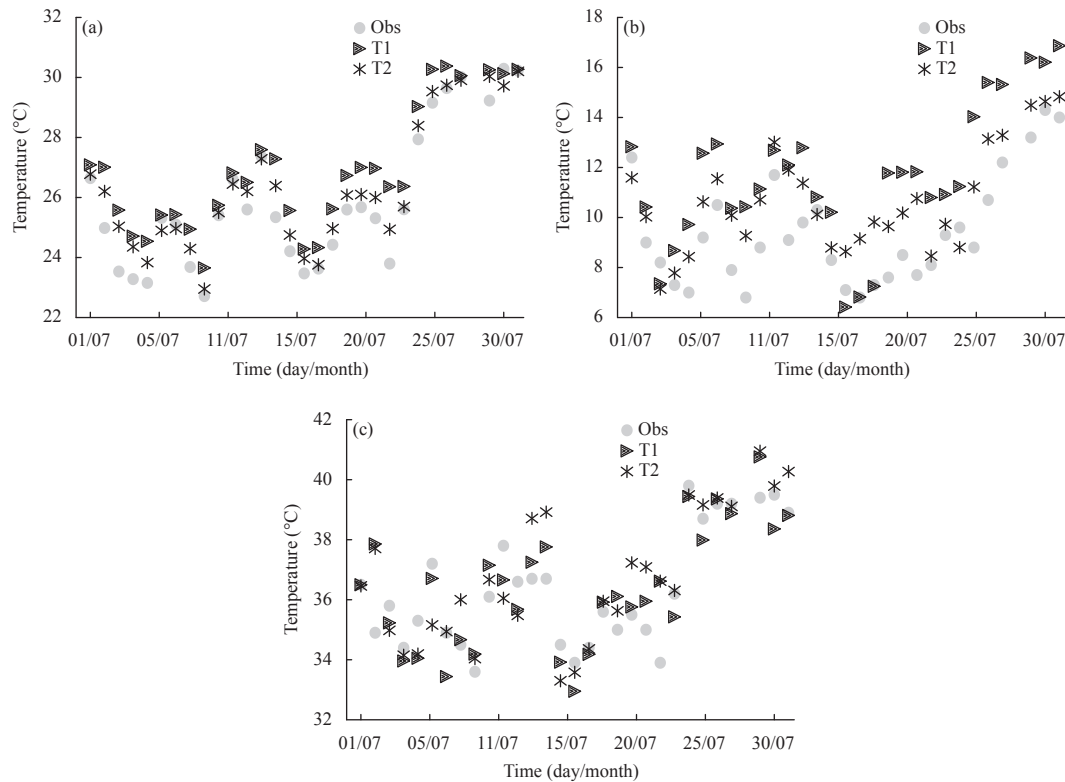 (a)
Obs
T1
T2
32
30
28
26
24
22
Temperature (°C)
01/07 05/07 11/07 15/07 20/07 25/07 30/07
Time (day/month)
(b)
Obs
T1
T2
18
16
14
12
10
8
6
Temperature (°C)
01/07 05/07 11/07 15/07 20/07 25/07 30/07
Time (day/month)
(c)
Obs
T1
T2
42
40
38
36
34
32
Temperature (°C)
01/07 05/07 11/07 15/07 20/07 25/07 30/07
Time (day/month)